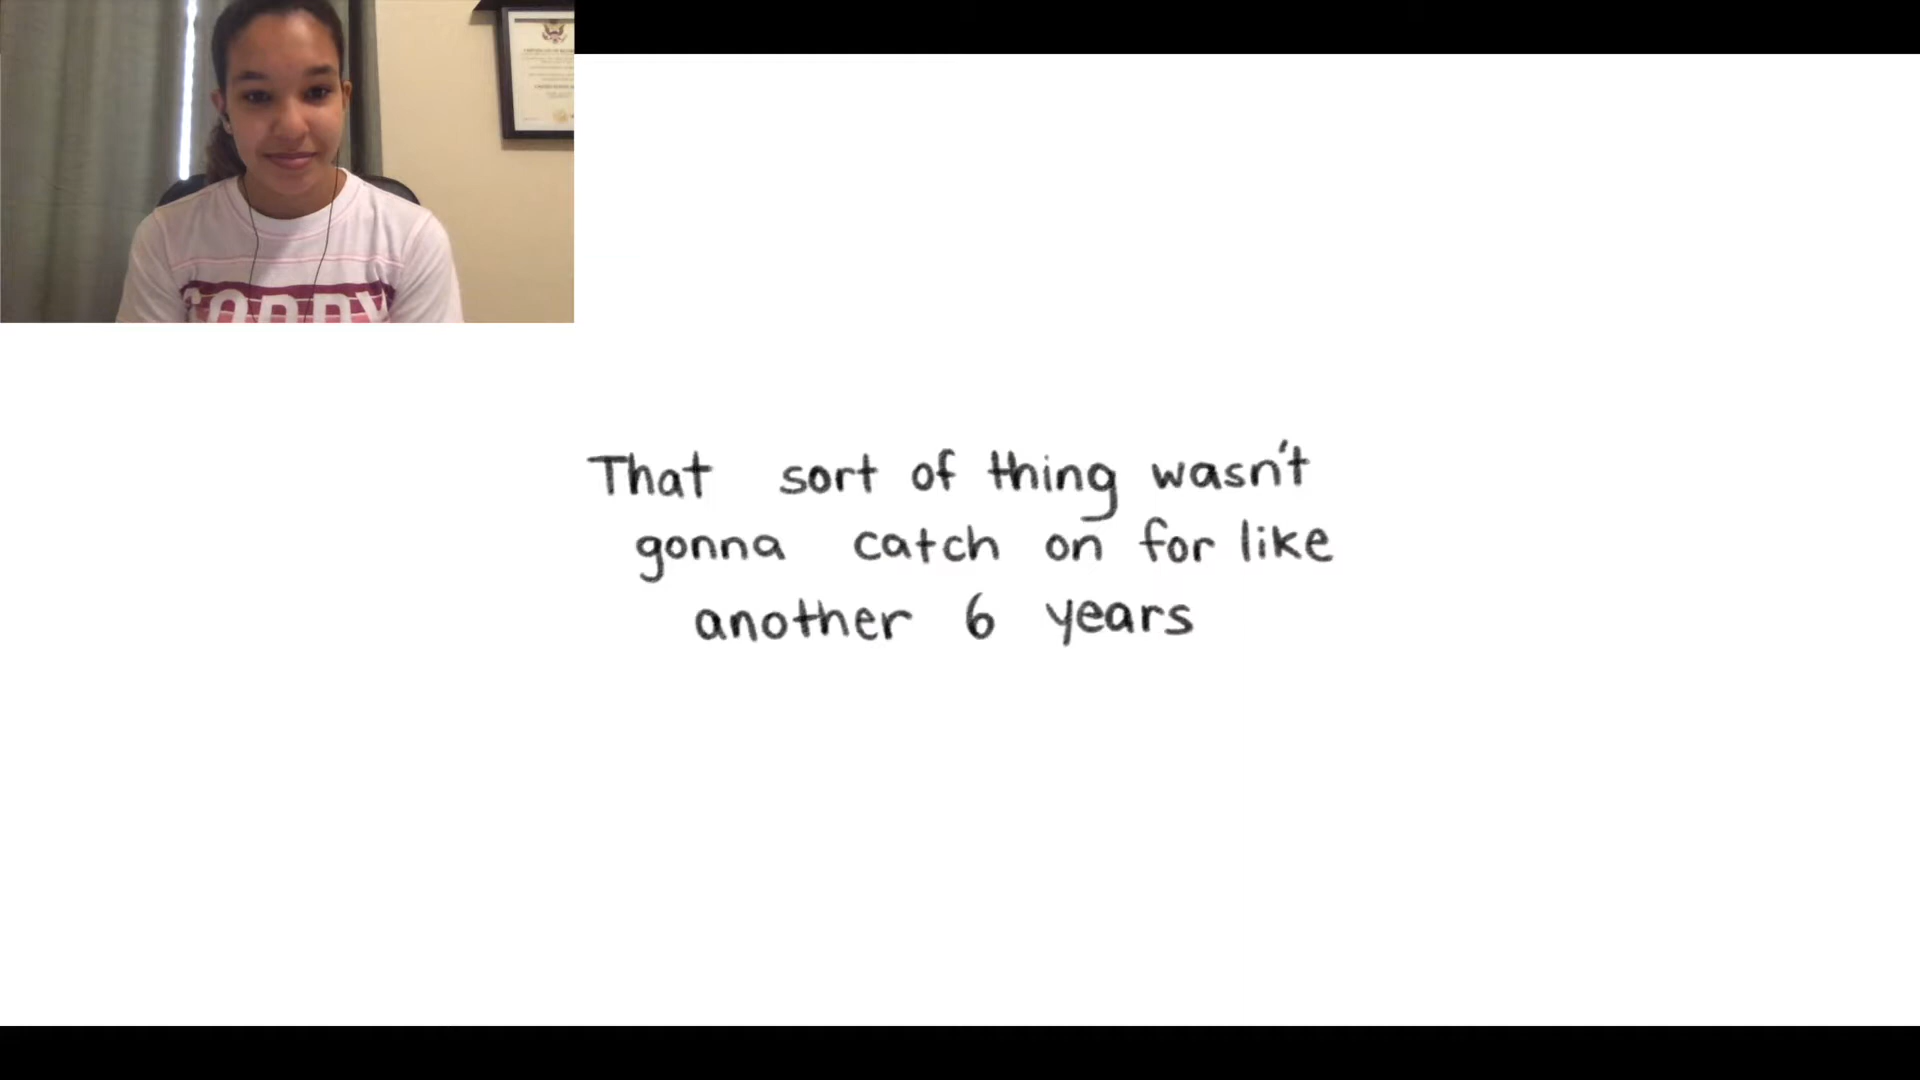 That sort of thing wasn't
gonna catch on for like
another 6 years